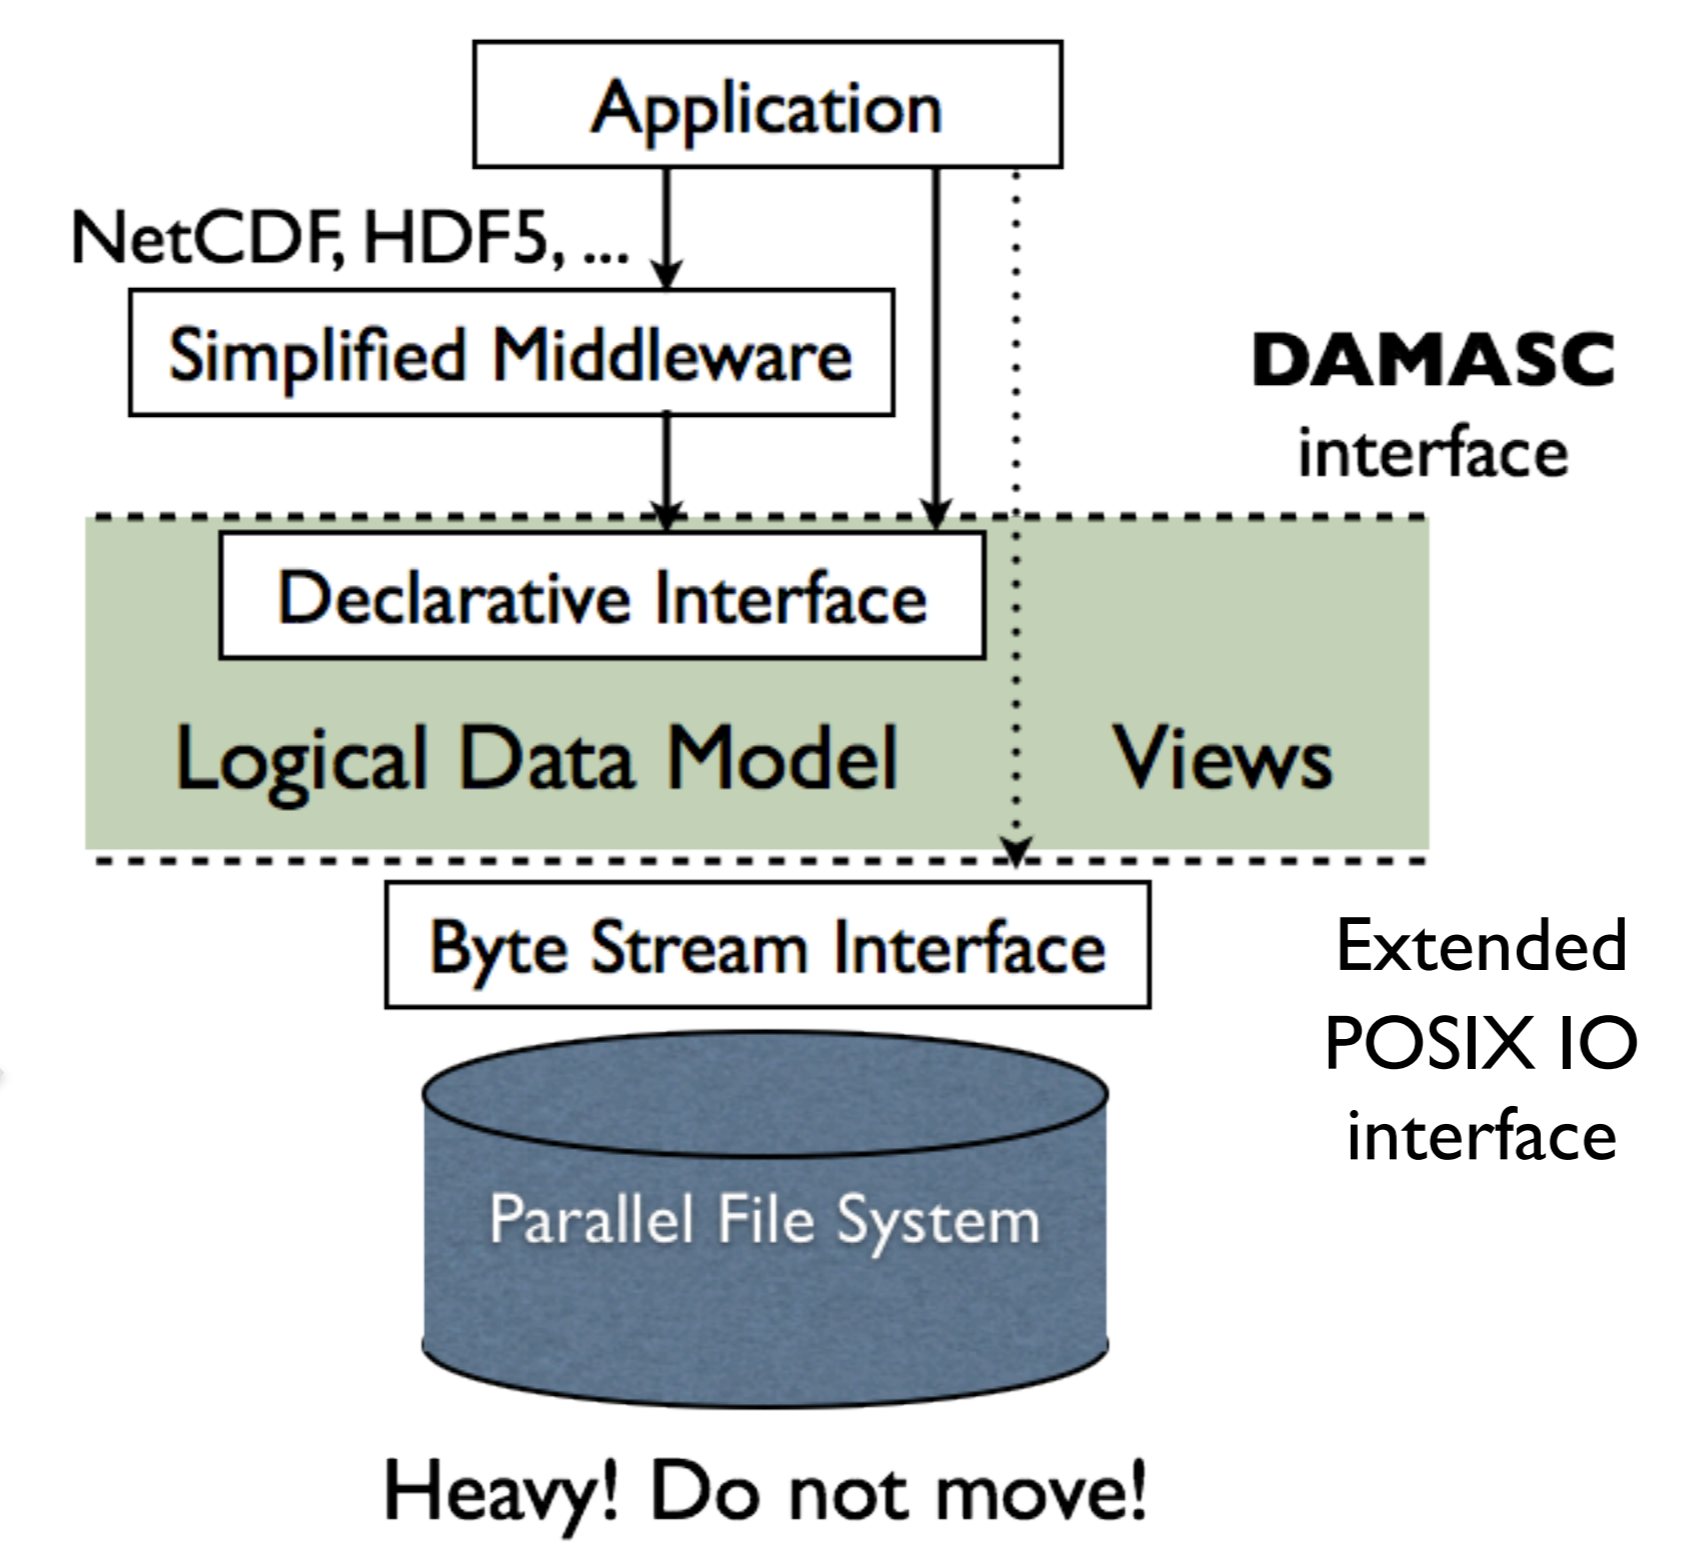 Application
NetCDF, HDF5, ...
Simplified Middleware
DAMASC
interface
Declarative Interface
Logical Data Model
Views
Byte Stream Interface
Extended
POSIX IO
interface
Parallel File System
Heavy! Do not move!